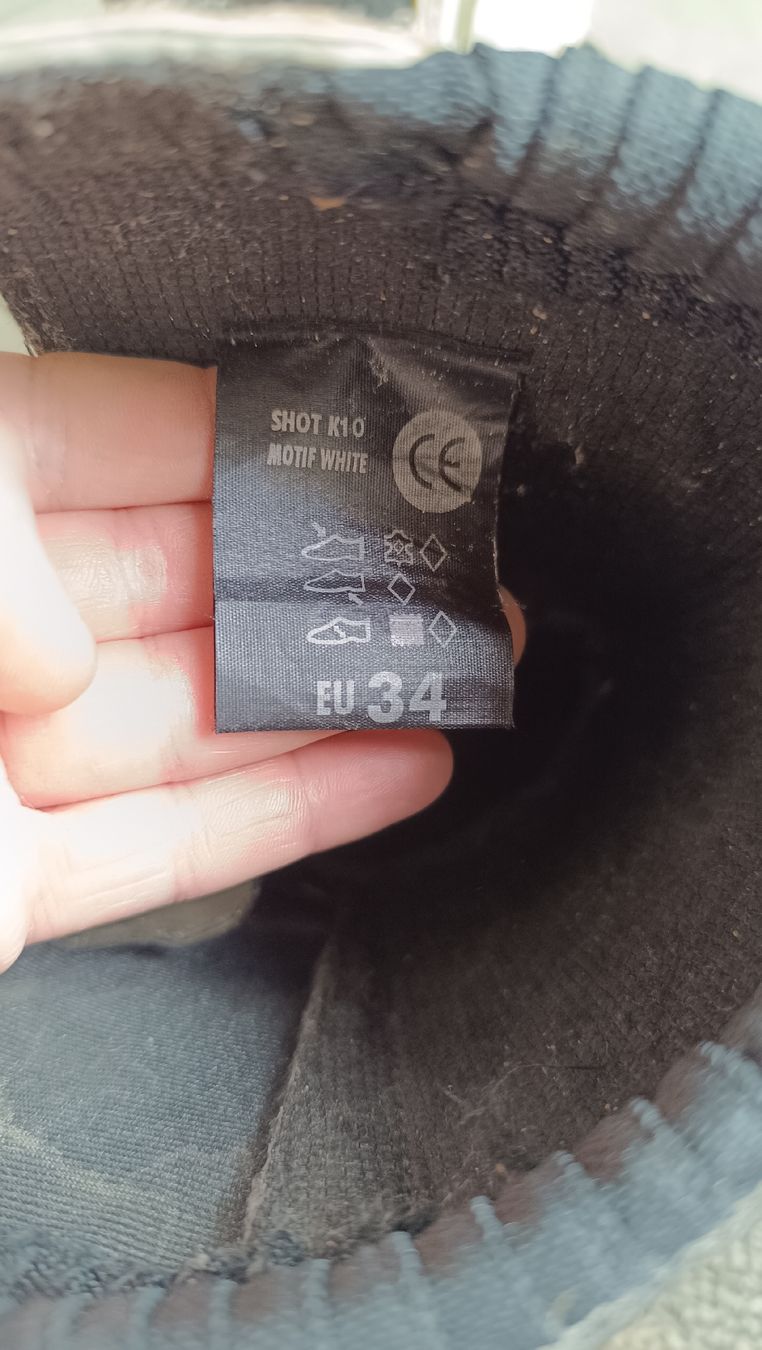 SHOT K10
MOTIF WHITE
CE
EU 34